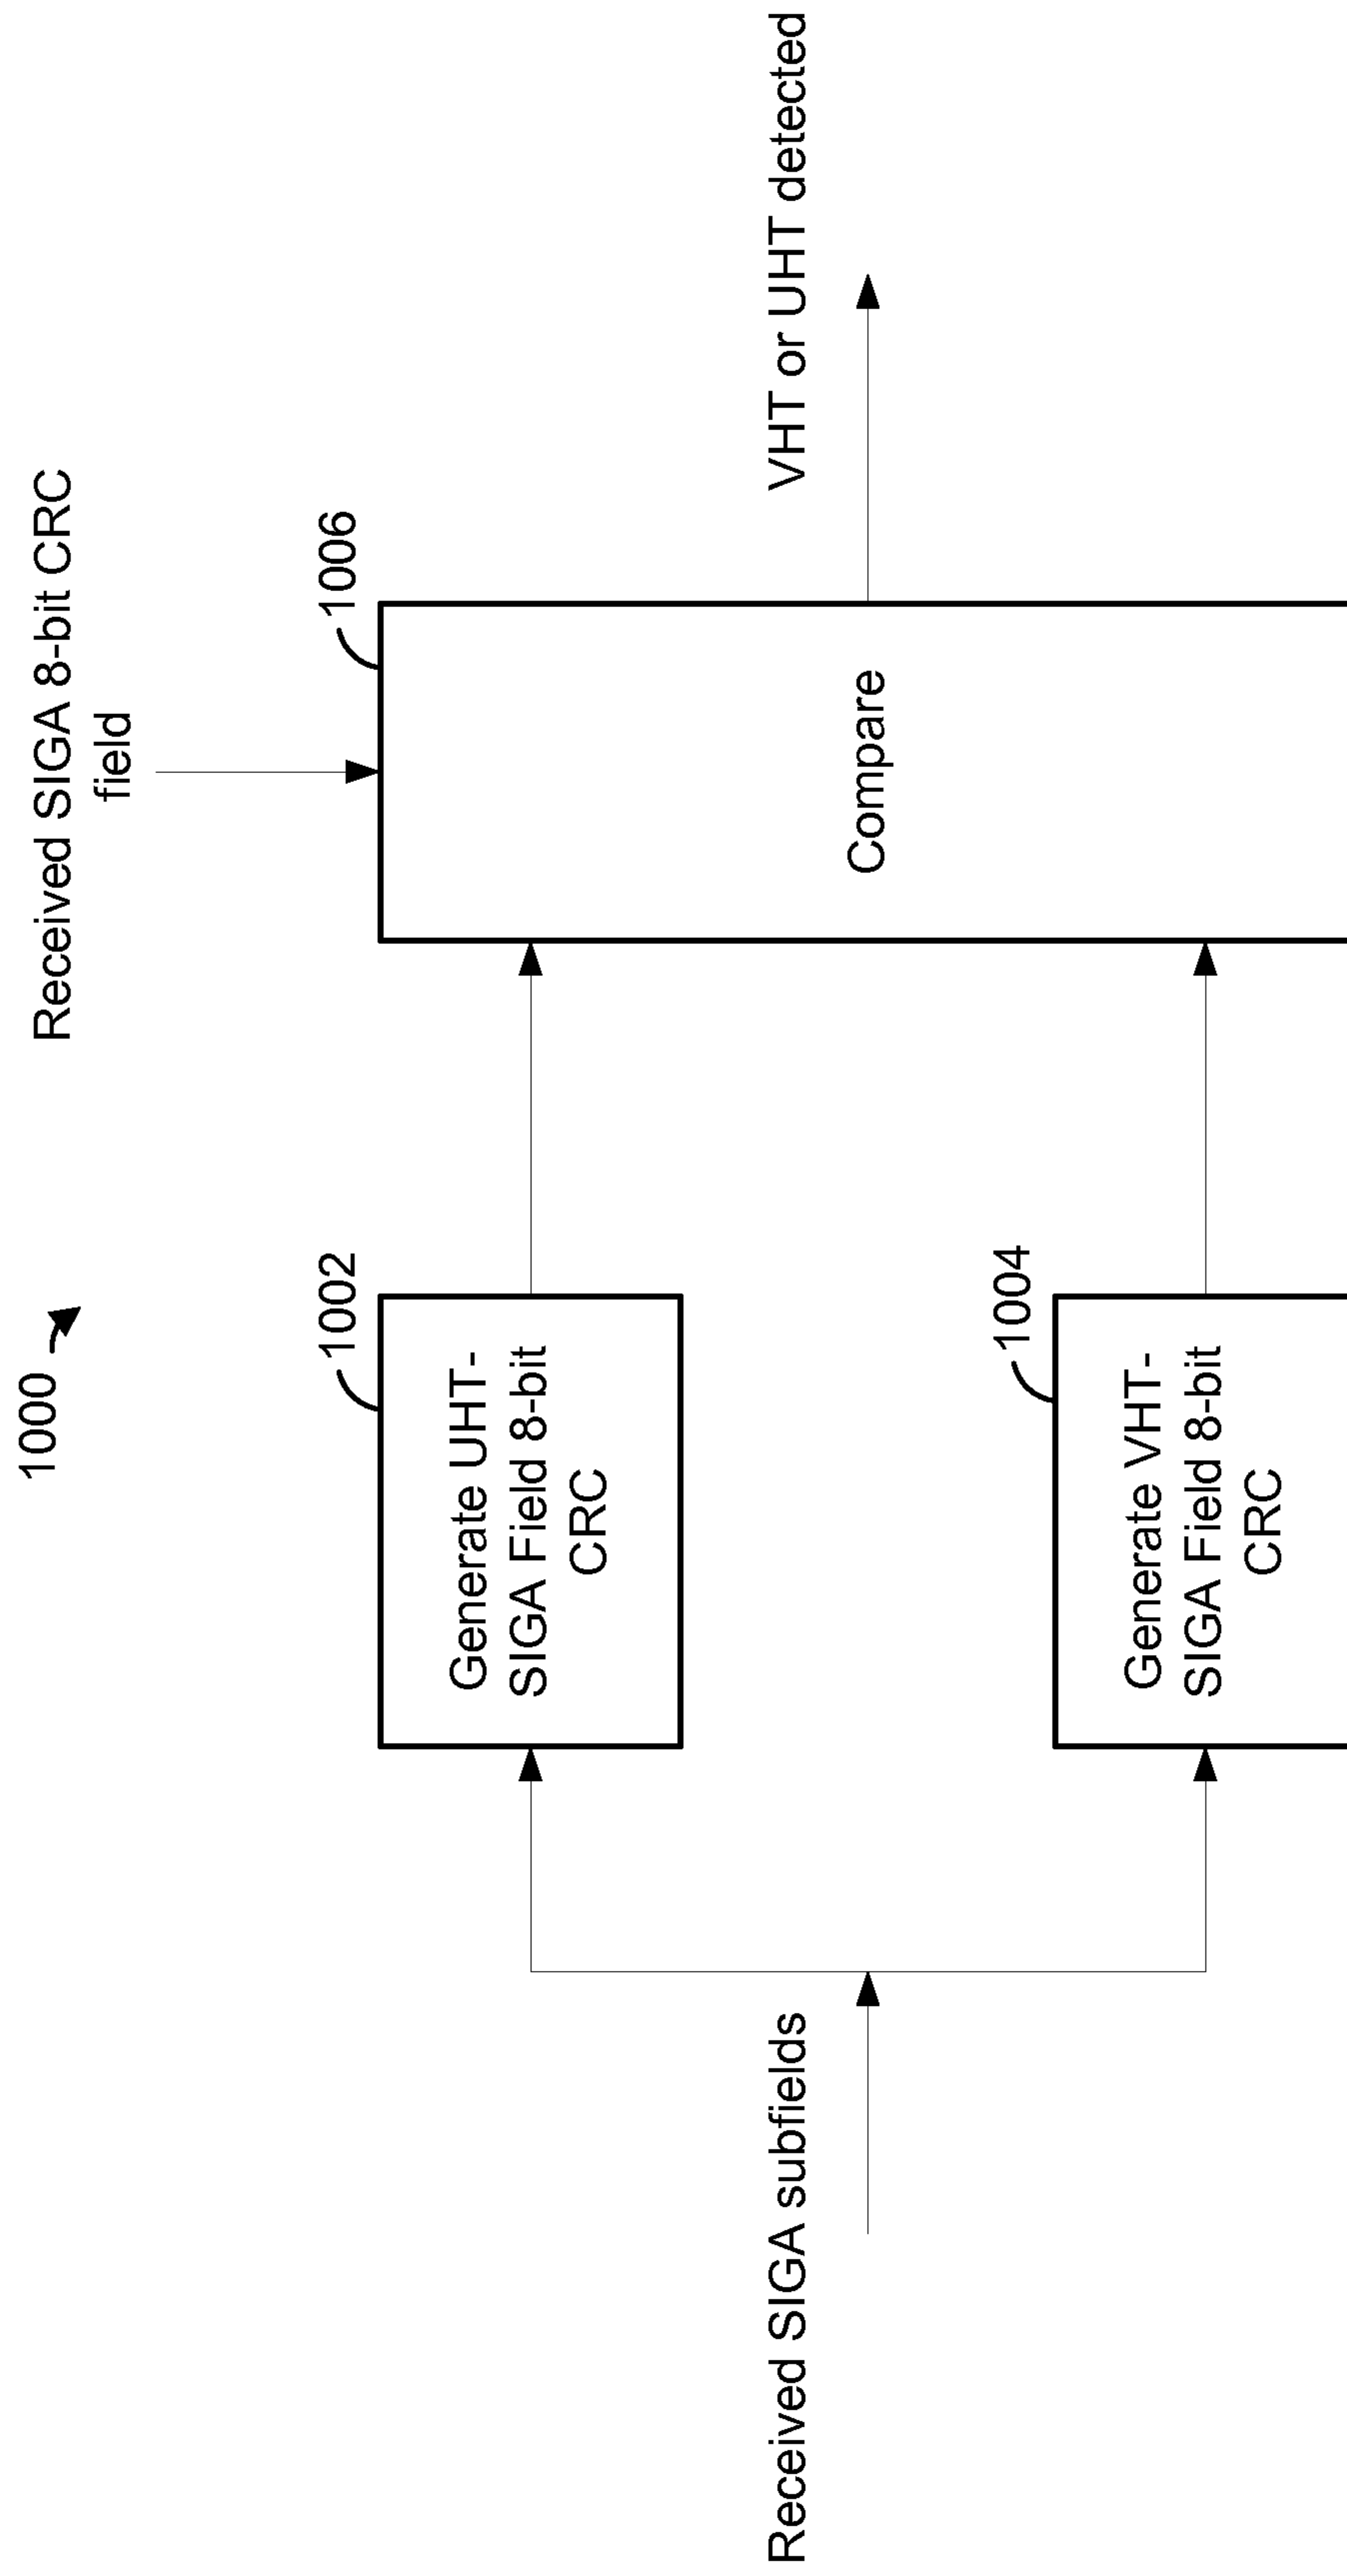 1000
Received SIGA 8-bit CRC
field
1002
1006
Generate UHT-
SIGA Field 8-bit
CRC
Received SIGA subfields
Compare
VHT or UHT detected
1004
Generate VHT-
SIGA Field 8-bit
CRC